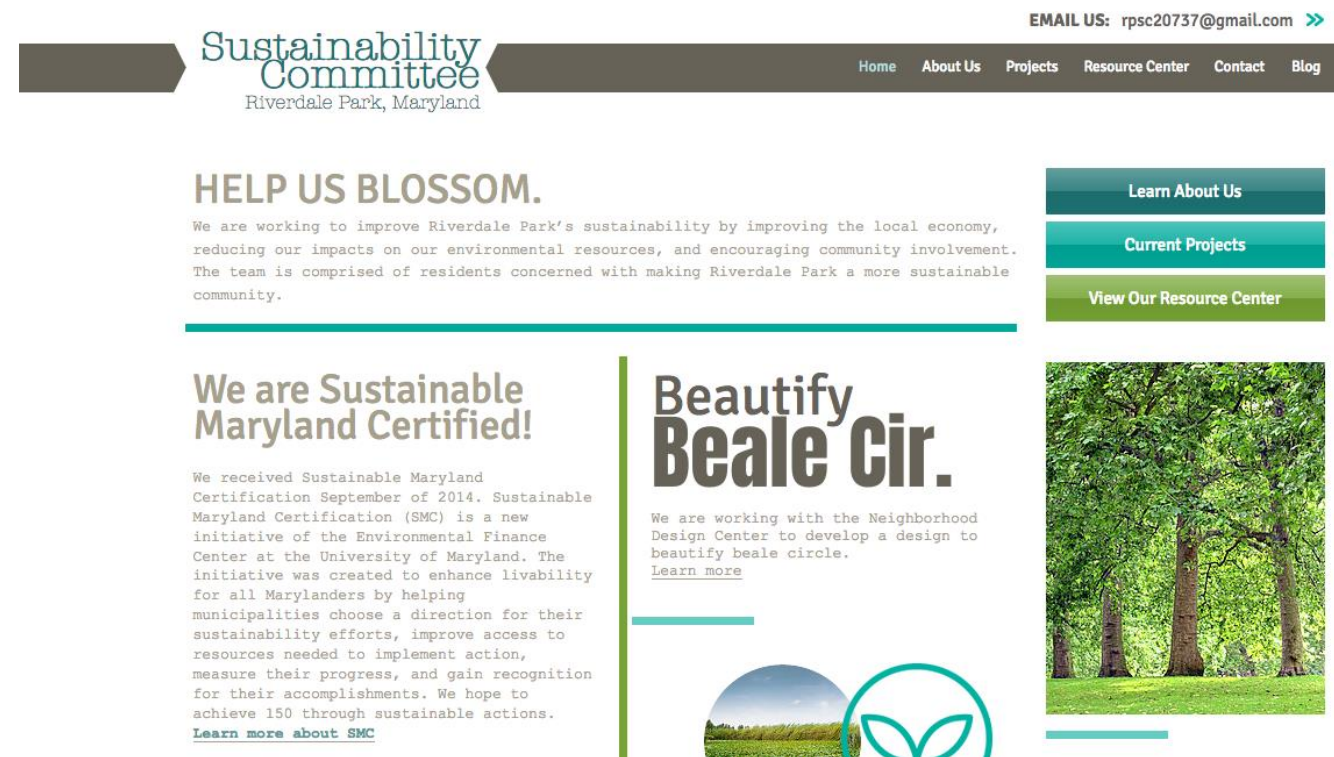 EMAIL US: rpsc20737@gmail.com
Sustainability
Committee
Riverdale Park, Maryland
Home About Us Projects Resource Center Contact Blog
HELP US BLOSSOM.
We are working to improve Riverdale Park's sustainability by improving the local economy,
reducing our impacts on our environmental resources, and encouraging community involvement.
The team is comprised of residents concerned with making Riverdale Park a more sustainable
community.
Learn About Us
Current Projects
View Our Resource Center
We are Sustainable
Maryland Certified!
We received Sustainable Maryland
Certification September of 2014. Sustainable
Maryland Certification (SMC) is a new
initiative of the Environmental Finance
Center at the University of Maryland. The
initiative was created to enhance livability
for all Marylanders by helping
municipalities choose a direction for their
sustainability efforts, improve access to
resources needed to implement action,
measure their progress, and gain recognition
for their accomplishments. We hope to
achieve 150 through sustainable actions.
Learn more about SMC
Beautify
Beale Cir.
We are working with the Neighborhood
Design Center to develop a design to
beautify beale circle.
Learn more